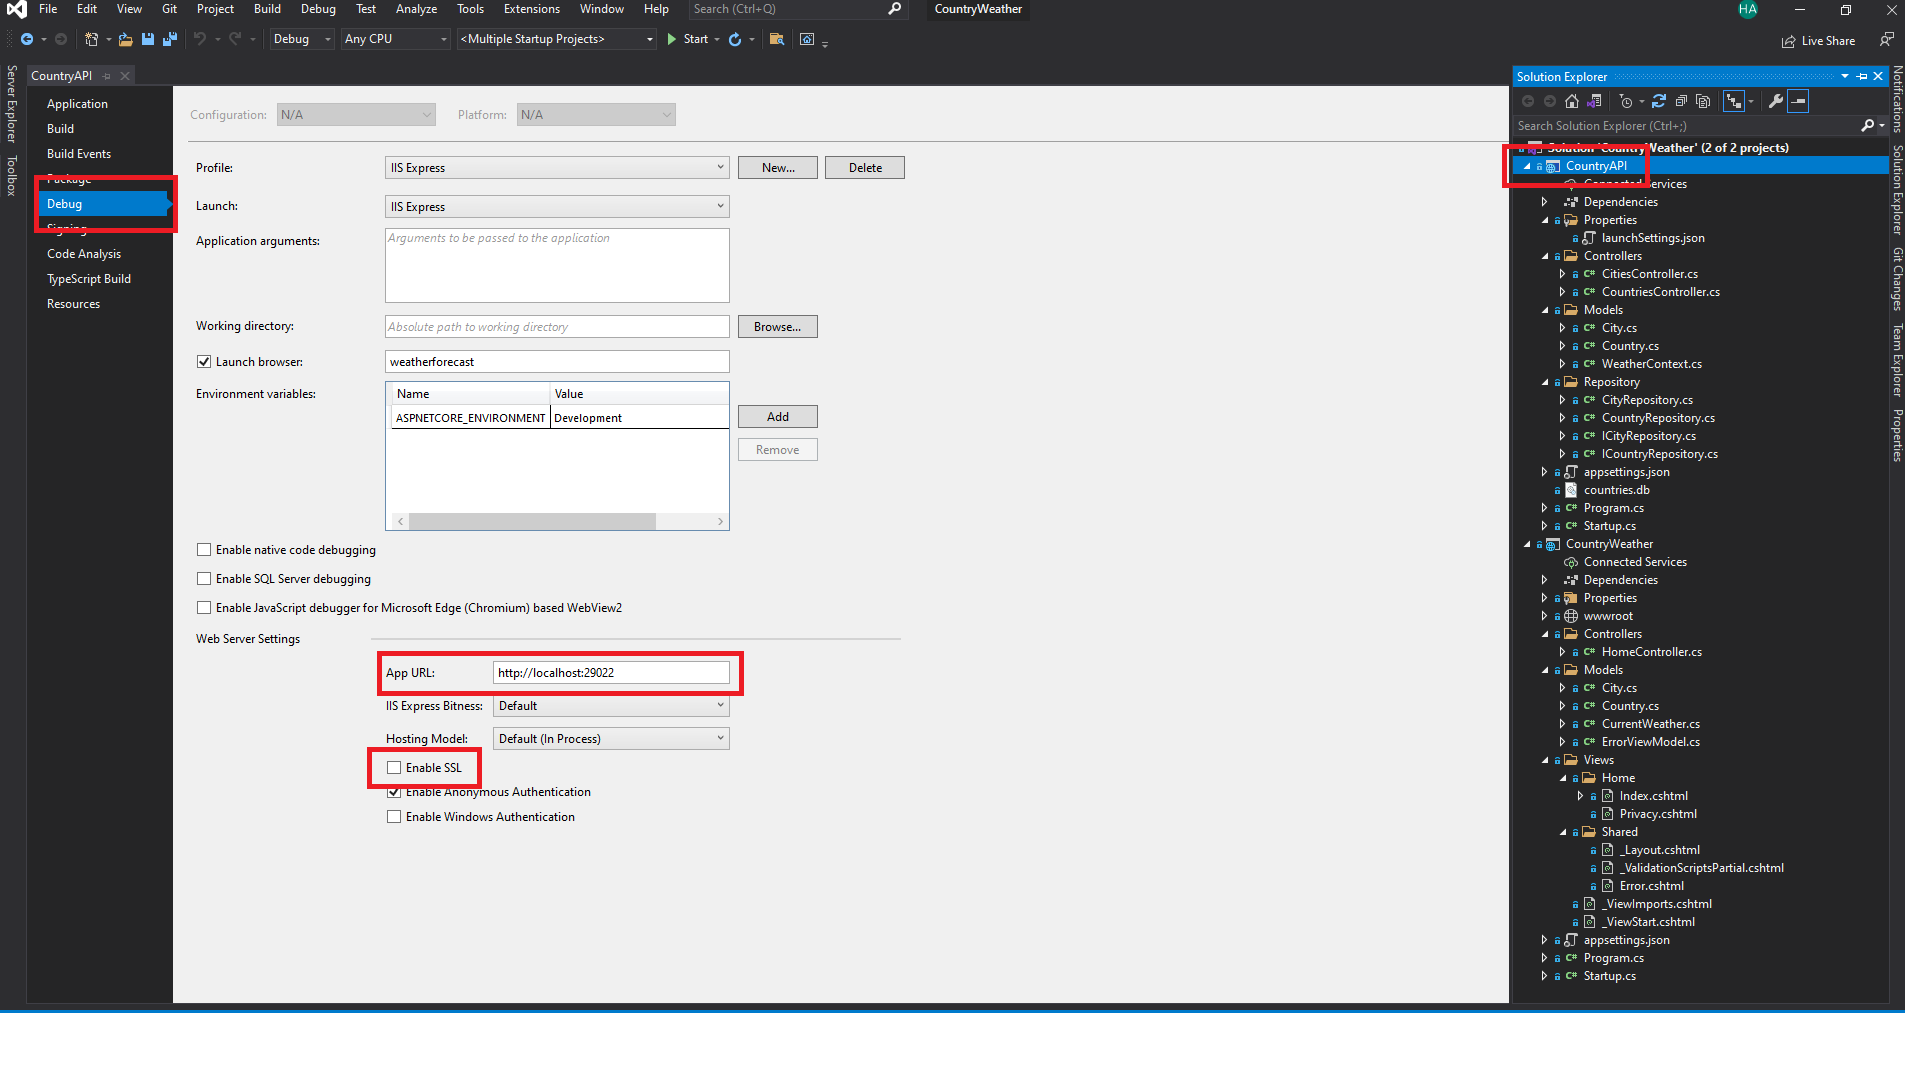 File Edit View Git Project Build Debug Test Analyze Tools Extensions Window Help Search (Ctrl+Q) CountryWeather HA
Debug Any CPU <Multiple Startup Projects> Start Live Share
Server Explorer
Toolbox
CountryAPI
Application
Build
Build Events
Package
Debug
Signing
Code Analysis
TypeScript Build
Resources
Configuration: N/A Platform: N/A
Profile: IIS Express New... Delete
Launch: IIS Express
Application arguments: Arguments to be passed to the application
Working directory: Absolute path to working directory Browse...
Launch browser: weatherforecast
Environment variables: Name Value
ASPNETCORE_ENVIRONMENT Development Add
Remove
Enable native code debugging
Enable SQL Server debugging
Enable JavaScript debugger for Microsoft Edge (Chromium) based WebView2
Web Server Settings
App URL: http://localhost:29022
IIS Express Bitness: Default
Hosting Model: Default (In Process)
Enable SSL
Enable Anonymous Authentication
Enable Windows Authentication
Solution Explorer
Search Solution Explorer (Ctrl+;)
Solution 'CountryWeather' (2 of 2 projects)
CountryAPI
Connected Services
Dependencies
Properties
launchSettings.json
Controllers
C# CitiesController.cs
C# CountriesController.cs
Models
C# City.cs
C# Country.cs
C# WeatherContext.cs
Repository
C# CityRepository.cs
C# CountryRepository.cs
C# ICityRepository.cs
C# ICountryRepository.cs
appsettings.json
countries.db
C# Program.cs
C# Startup.cs
CountryWeather
Connected Services
Dependencies
Properties
wwwroot
Controllers
C# HomeController.cs
Models
C# City.cs
C# Country.cs
C# CurrentWeather.cs
C# ErrorViewModel.cs
Views
Home
Index.cshtml
Privacy.cshtml
Shared
_Layout.cshtml
_ValidationScriptsPartial.cshtml
Error.cshtml
_ViewImports.cshtml
_ViewStart.cshtml
appsettings.json
C# Program.cs
C# Startup.cs
Notifications
Solution Explorer
Git Changes
Team Explorer
Properties